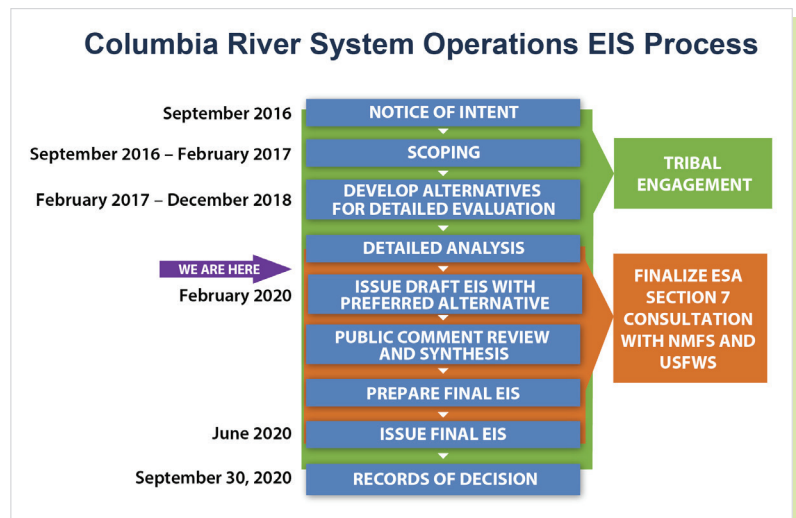 Columbia River System Operations EIS Process
September 2016
NOTICE OF INTENT
September 2016 – February 2017
SCOPING
February 2017 – December 2018
DEVELOP ALTERNATIVES
FOR DETAILED EVALUATION
TRIBAL
ENGAGEMENT
DETAILED ANALYSIS
WE ARE HERE
February 2020
ISSUE DRAFT EIS WITH
PREFERRED ALTERNATIVE
PUBLIC COMMENT REVIEW
AND SYNTHESIS
PREPARE FINAL EIS
FINALIZE ESA
SECTION 7
CONSULTATION
WITH NMFS AND
USFWS
June 2020
ISSUE FINAL EIS
September 30, 2020
RECORDS OF DECISION